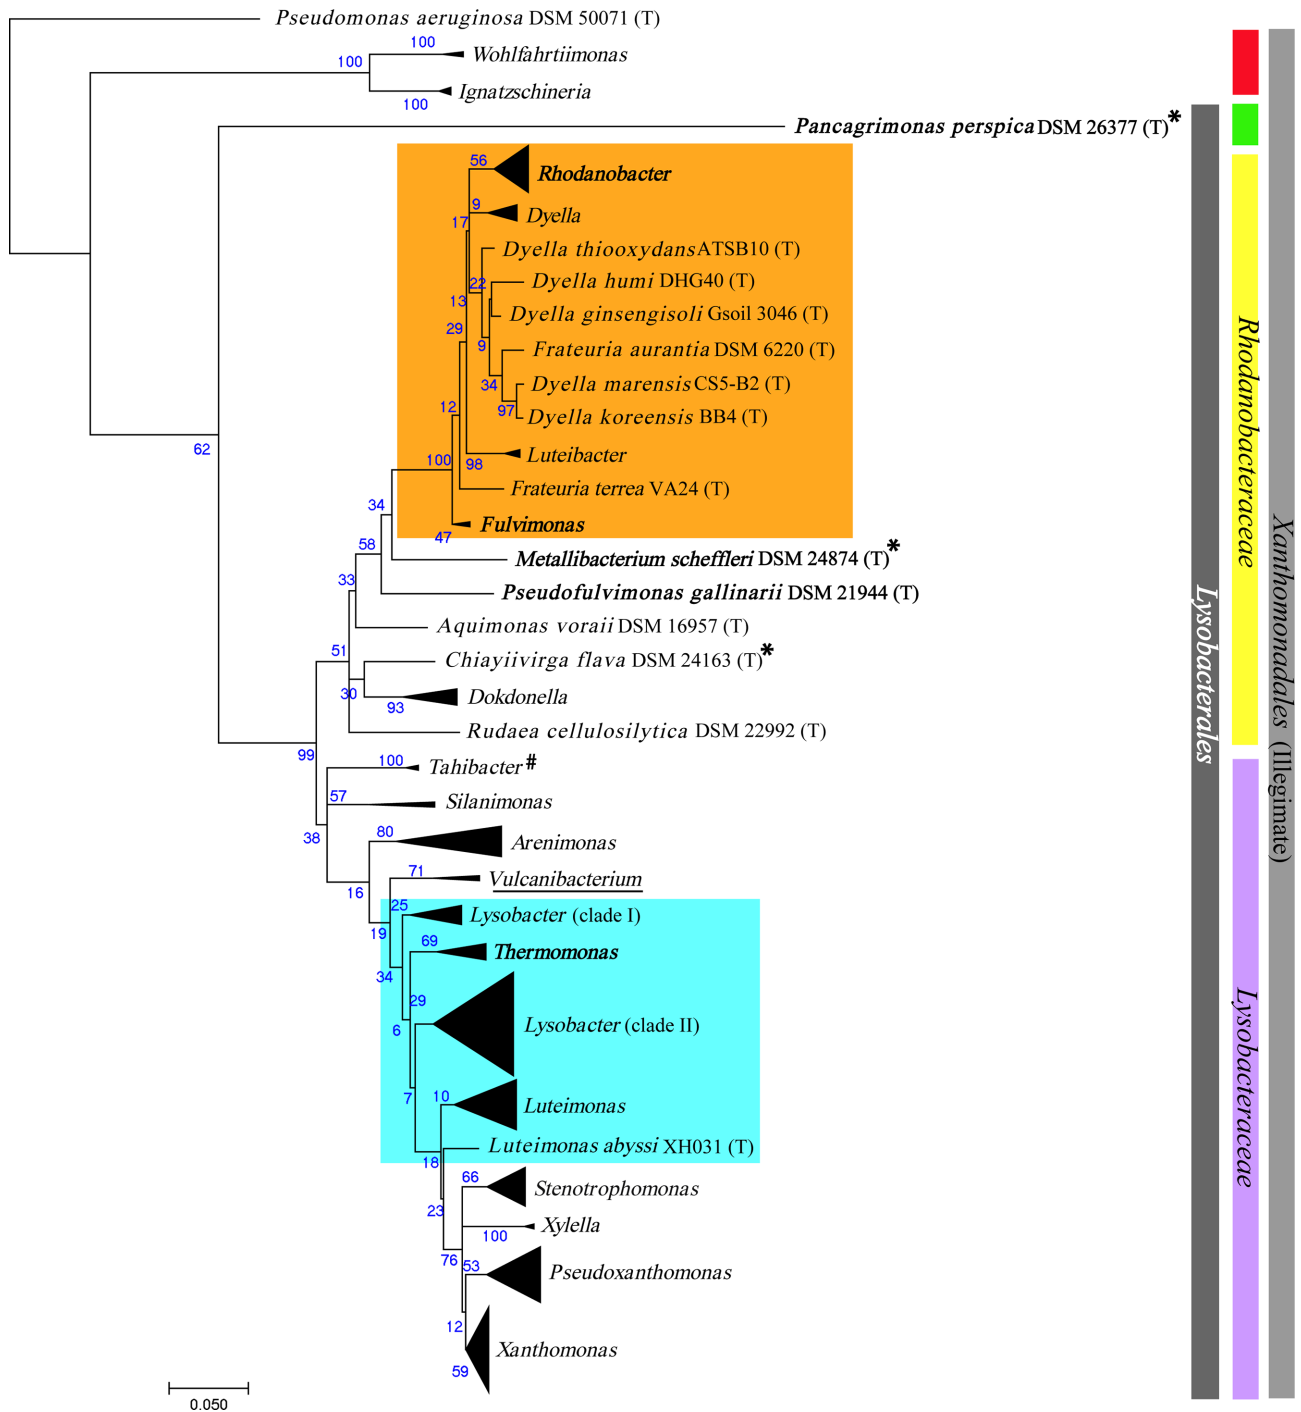 Pseudomonas aeruginosa DSM 50071 (T)
100
Wohlfahrtiimonas
100
Ignatzschineria
100
Pancagrimonas perspica DSM 26377 (T)*
56
Rhodanobacter
9
Dyella
17
Dyella thiooxydans ATSB10 (T)
22
Dyella humi DHG40 (T)
13
Dyella ginsengisoli Gsoil 3046 (T)
29
9
Frateuria aurantia DSM 6220 (T)
34
Dyella marensis CS5-B2 (T)
12
97
Dyella koreensis BB4 (T)
62
100
98
Luteibacter
Frateuria terrea VA24 (T)
34
Fulvimonas
47
58
Metallibacterium scheffleri DSM 24874 (T)*
33
Pseudofulvimonas gallinarii DSM 21944 (T)
Aquimonas voraii DSM 16957 (T)
51
Chiayiivirga flava DSM 24163 (T)*
30
93
Dokdonella
Rudaea cellulosilytica DSM 22992 (T)
99
100
Tahibacter#
57
Silanimonas
38
80
Arenimonas
16
71
Vulcanibacterium
25
Lysobacter (clade I)
19
69
Thermomonas
34
29
6
Lysobacter (clade II)
7
10
Luteimonas
Luteimonas abyssi XH031 (T)
18
66
Stenotrophomonas
23
Xylella
100
76
53
Pseudoxanthomonas
12
Xanthomonas
59
0.050
Lysobacterales
Rhodanobacteraceae
Lysobacteraceae
Xanthomonadales (Illegimate)